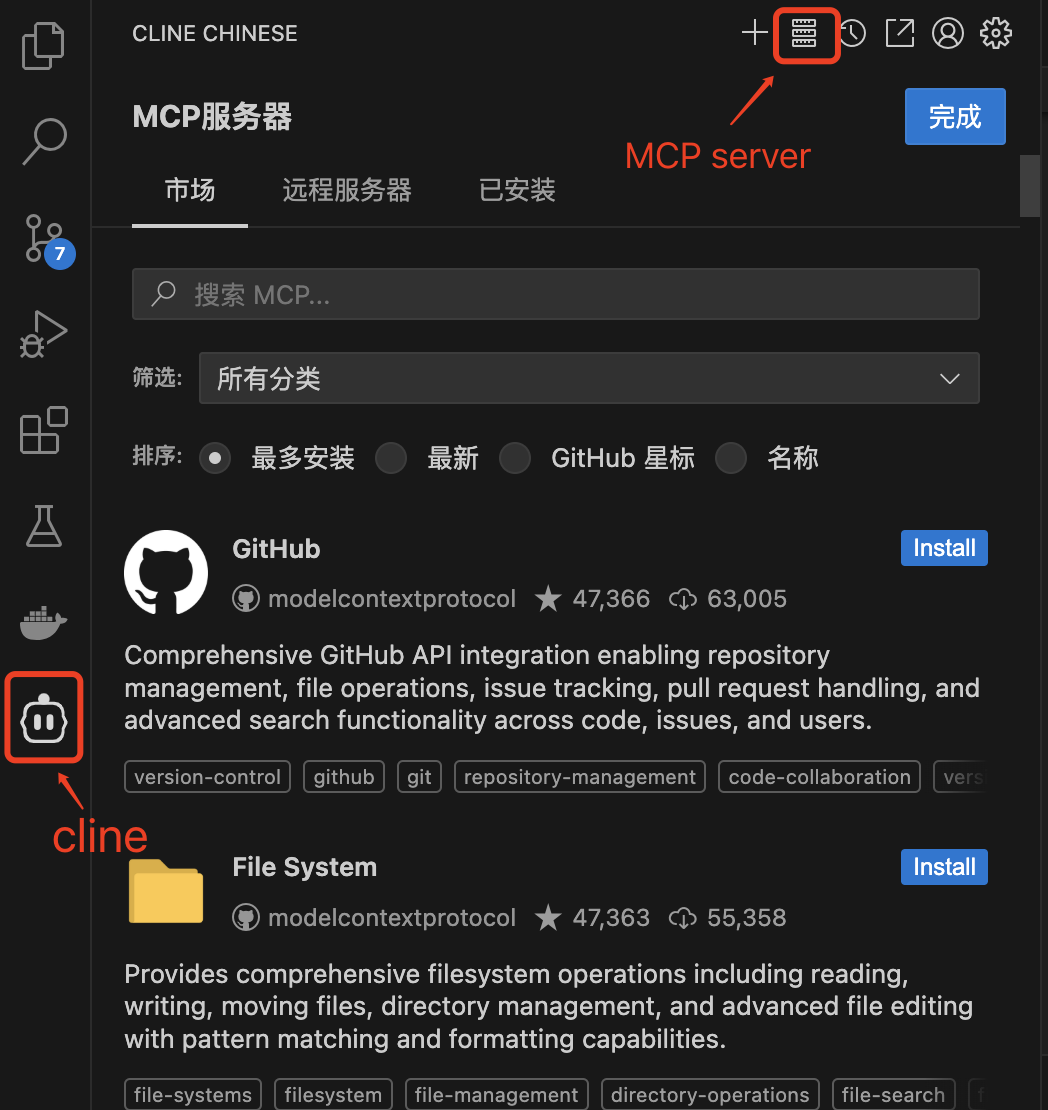 CLINE CHINESE
MCP服务器
完成
MCP server
市场 远程服务器 已安装
7
搜索 MCP...
筛选: 所有分类
排序: 最多安装 最新 GitHub 星标 名称
GitHub
Install
modelcontextprotocol 47,366 63,005
Comprehensive GitHub API integration enabling repository
management, file operations, issue tracking, pull request handling, and
advanced search functionality across code, issues, and users.
version-control github git repository-management code-collaboration
cline
File System
Install
modelcontextprotocol 47,363 55,358
Provides comprehensive filesystem operations including reading,
writing, moving files, directory management, and advanced file editing
with pattern matching and formatting capabilities.
file-systems filesystem file-management directory-operations file-search